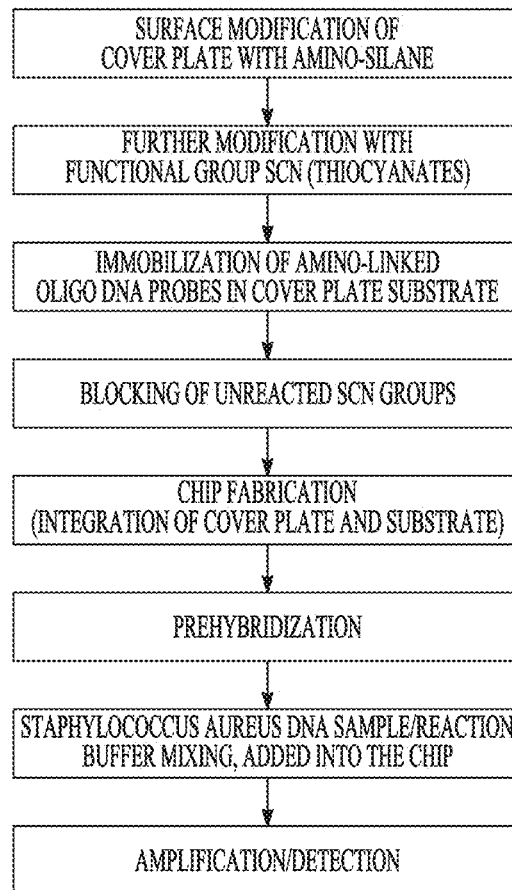 SURFACE MODIFICATION OF
COVER PLATE WITH AMINO-SILANE
FURTHER MODIFICATION WITH
FUNCTIONAL GROUP SCN (THIOCYANATES)
IMMOBILIZATION OF AMINO-LINKED
OLIGO DNA PROBES IN COVER PLATE SUBSTRATE
BLOCKING OF UNREACTED SCN GROUPS
CHIP FABRICATION
(INTEGRATION OF COVER PLATE AND SUBSTRATE)
PREHYBRIDIZATION
STAPHYLOCOCCUS AUREUS DNA SAMPLE/REACTION
BUFFER MIXING, ADDED INTO THE CHIP
AMPLIFICATION/DETECTION